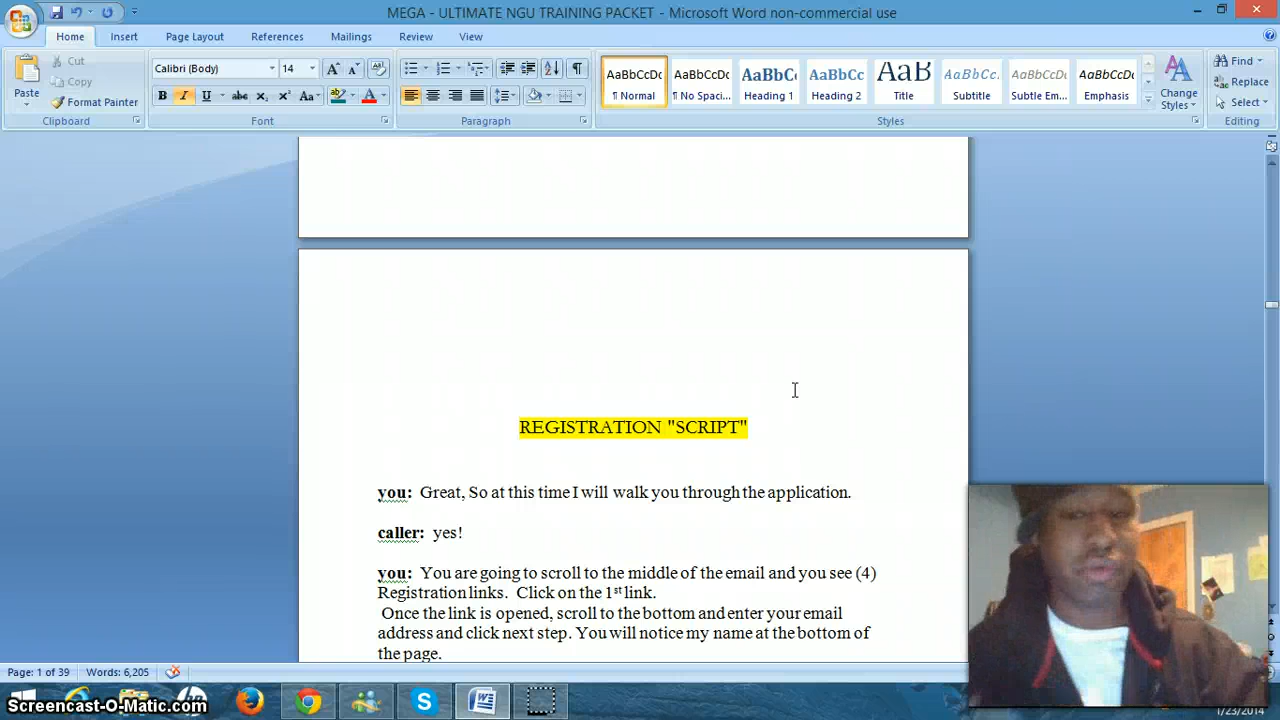 MEGA - ULTIMATE NGU TRAINING PACKET - Microsoft Word non-commercial use
Home Insert Page Layout References Mailings Review View
Paste
Cut
Copy
Format Painter
Clipboard
Calibri (Body) 14
Font
Paragraph
AaBbCcDc AaBbCcDc AaBbC AaBbCc AaB AaBbCc. AaBbCcDc AaBbCcDc
¶ Normal ¶ No Spaci... Heading 1 Heading 2 Title Subtitle Subtle Em... Emphasis
Change
Styles
Styles
Find
Replace
Select
Editing
REGISTRATION "SCRIPT"
you: Great, So at this time I will walk you through the application.
caller: yes!
you: You are going to scroll to the middle of the email and you see (4)
Registration links. Click on the 1st link.
Once the link is opened, scroll to the bottom and enter your email
address and click next step. You will notice my name at the bottom of
the page.
Page: 1 of 39 Words: 6,205
Screencast-O-Matic.com
1/23/2014